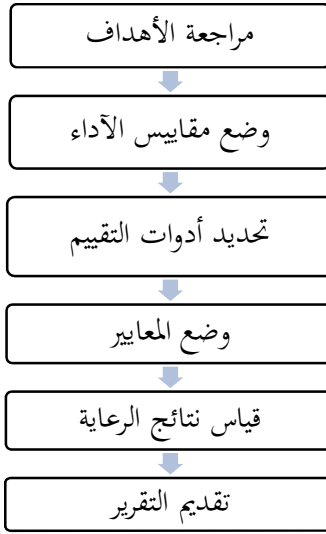 مراجعة الأهداف
وضع مقاييس الآداء
تحديد أدوات التقييم
وضع المعايير
قياس نتائج الرعاية
تقديم التقرير